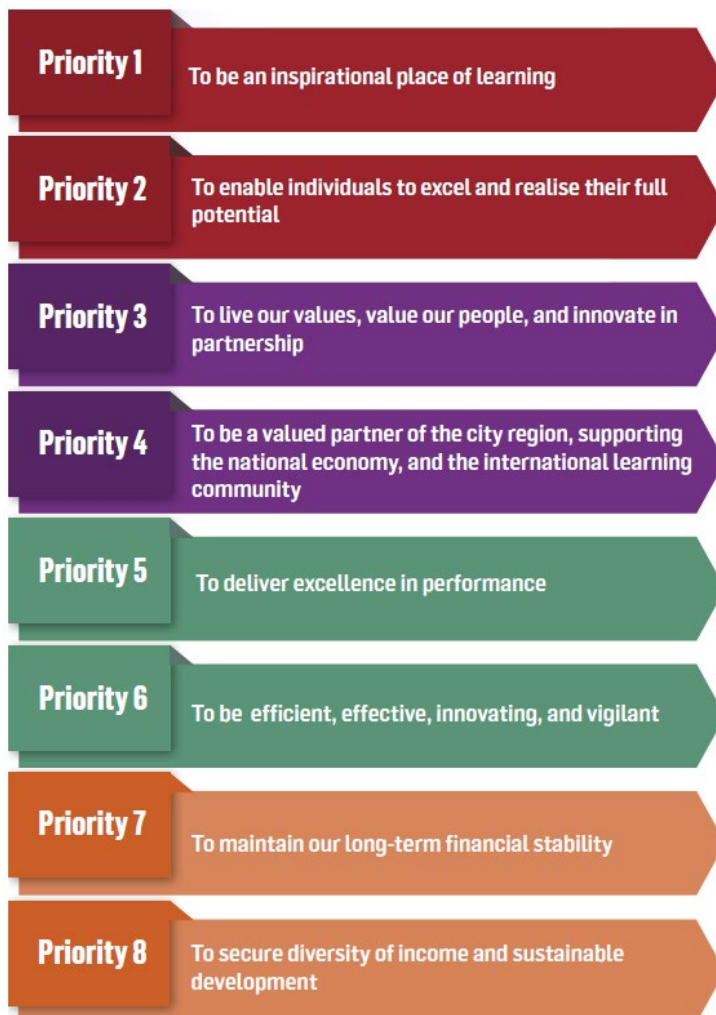 Priority 1
To be an inspirational place of learning
Priority 2
To enable individuals to excel and realise their full
potential
Priority 3
To live our values, value our people, and innovate in
partnership
Priority 4
To be a valued partner of the city region, supporting
the national economy, and the international learning
community
Priority 5
To deliver excellence in performance
Priority 6
To be efficient, effective, innovating, and vigilant
Priority 7
To maintain our long-term financial stability
Priority 8
To secure diversity of income and sustainable
development